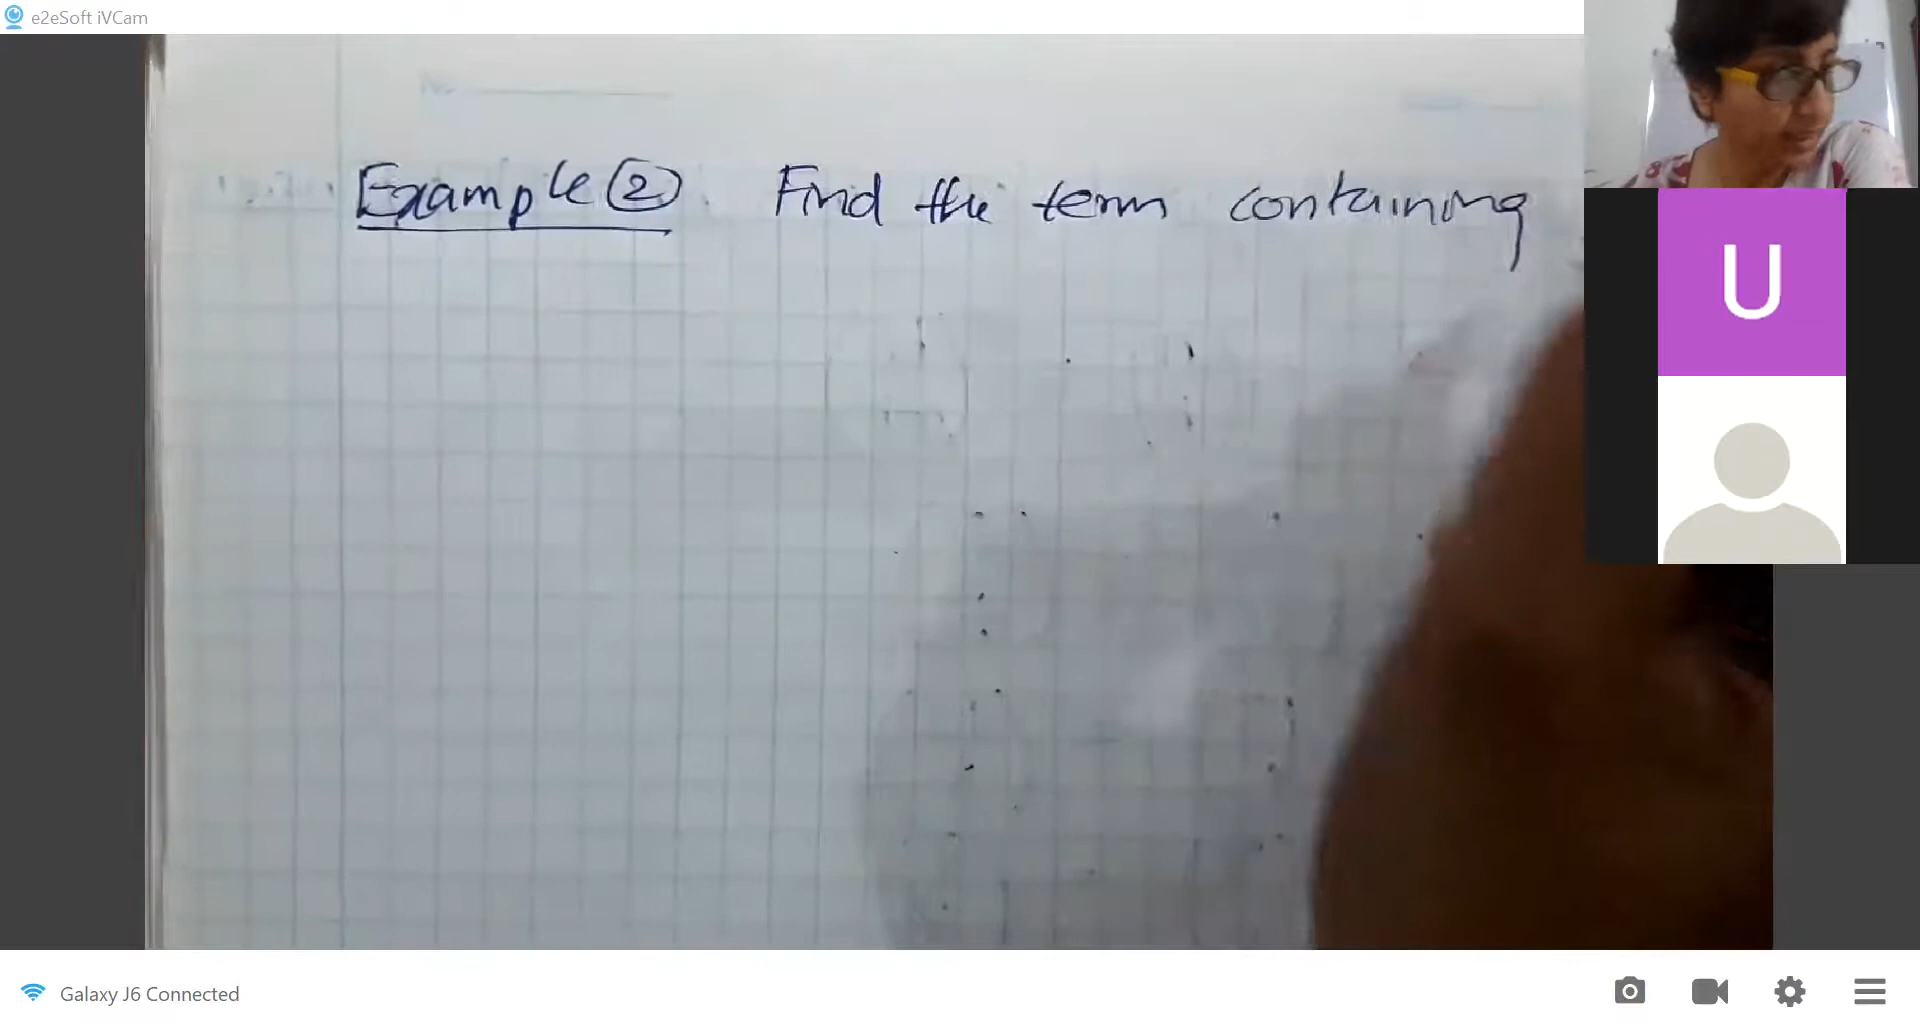 e2eSoft iVCam
Example ② Find the term containing
U
Galaxy J6 Connected